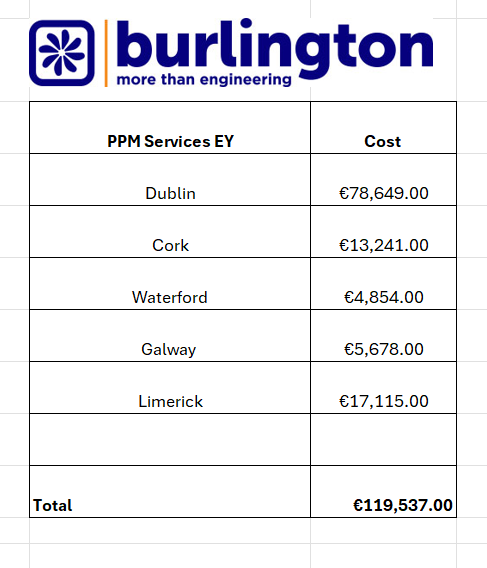 burlington
more than engineering
PPM Services EY Cost
Dublin €78,649.00
Cork €13,241.00
Waterford €4,854.00
Galway €5,678.00
Limerick €17,115.00
Total €119,537.00